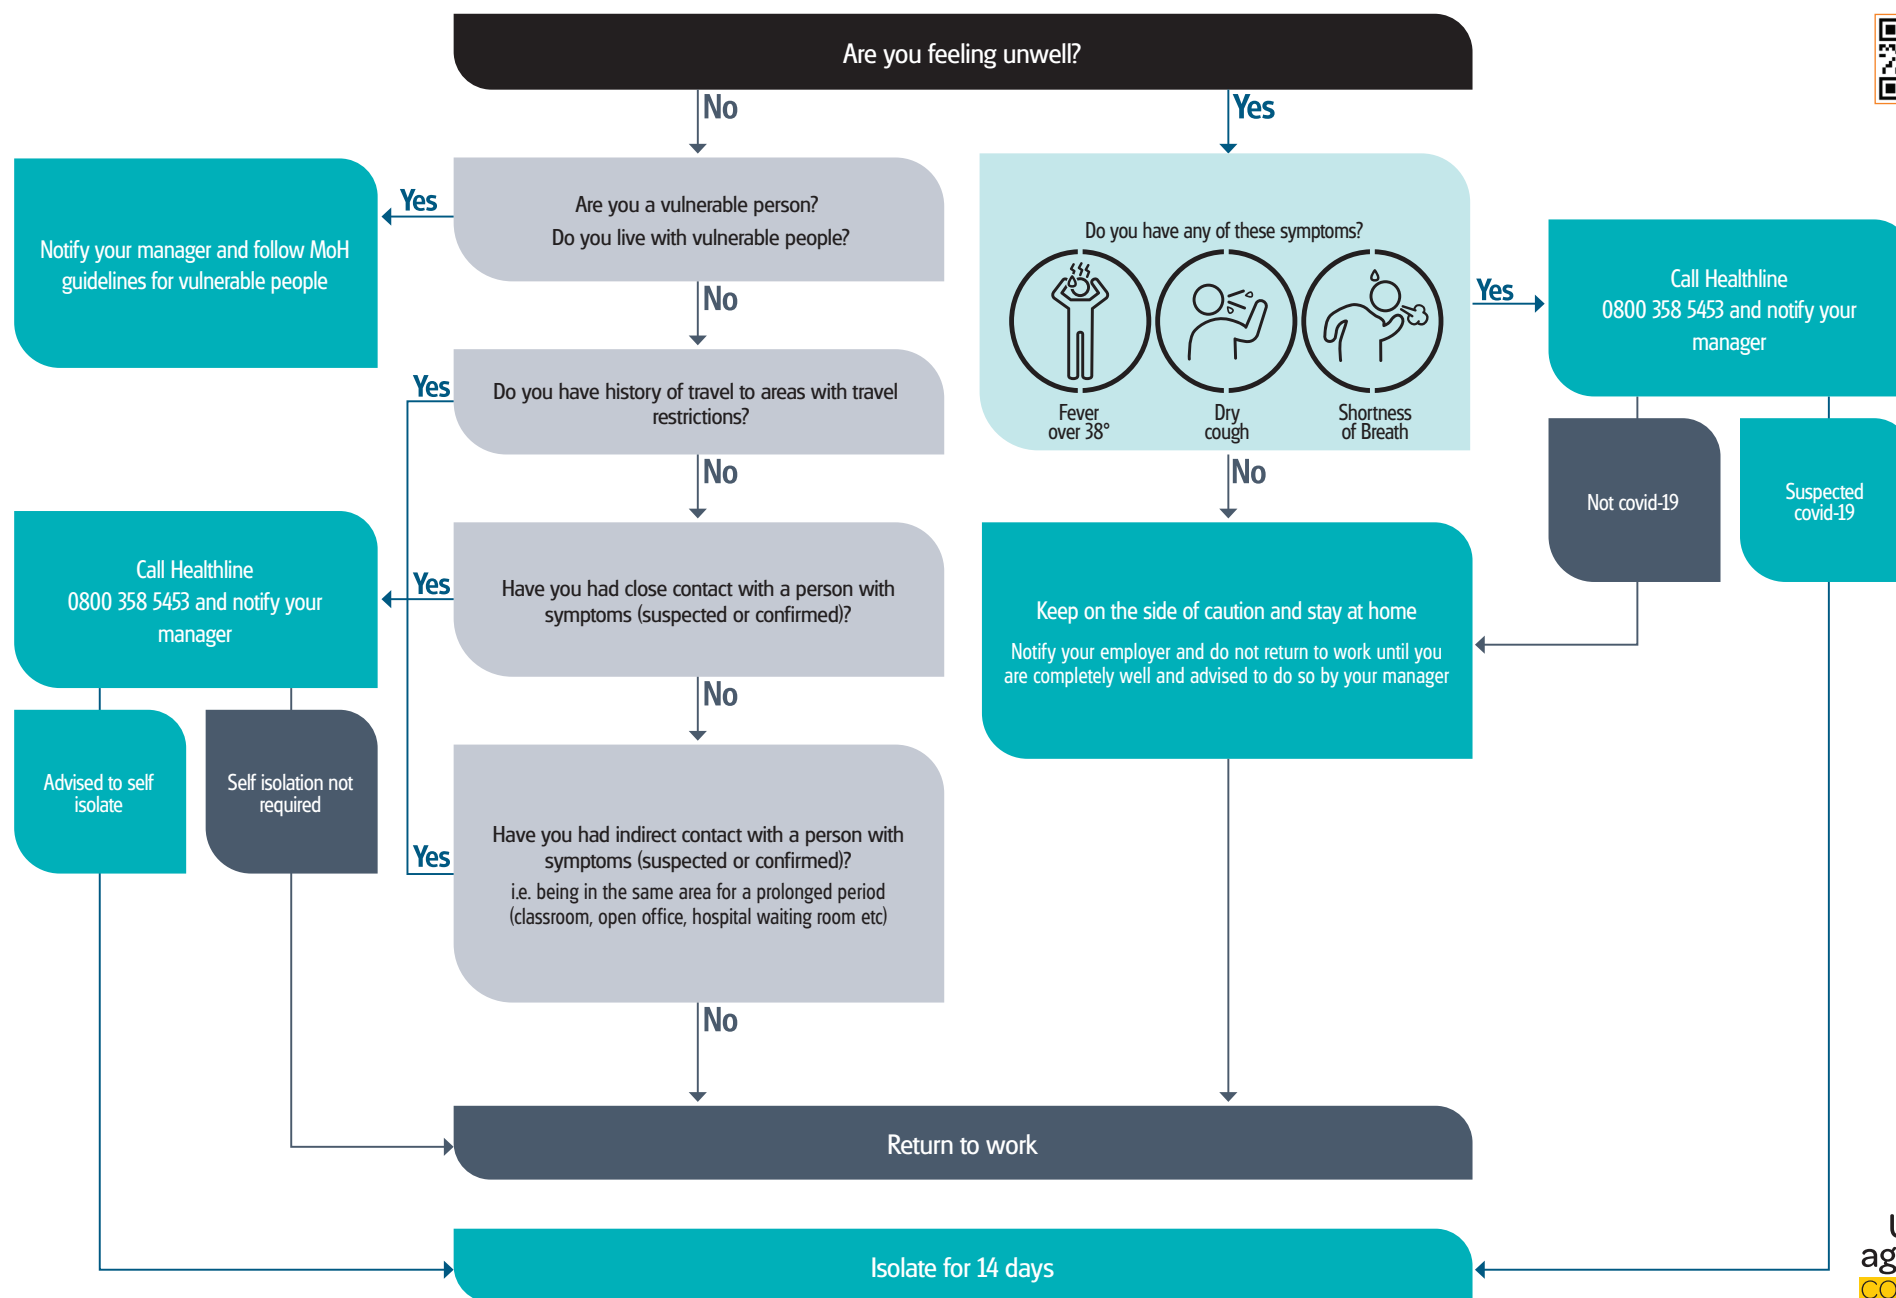 Are you feeling unwell?
No
Yes
Are you a vulnerable person?
Do you live with vulnerable people?
Yes
Notify your manager and follow MoH
guidelines for vulnerable people
No
Do you have history of travel to areas with travel
restrictions?
Yes
No
Have you had close contact with a person with
symptoms (suspected or confirmed)?
Yes
Call Healthline
0800 358 5453 and notify your
manager
Advised to self
isolate
Self isolation not
required
No
Have you had indirect contact with a person with
symptoms (suspected or confirmed)?
i.e. being in the same area for a prolonged period
(classroom, open office, hospital waiting room etc)
Yes
No
Do you have any of these symptoms?
Fever
over 38°
Dry
cough
Shortness
of Breath
Yes
Call Healthline
0800 358 5453 and notify your
manager
Not covid-19
Suspected
covid-19
No
Keep on the side of caution and stay at home
Notify your employer and do not return to work until you
are completely well and advised to do so by your manager
Return to work
Isolate for 14 days